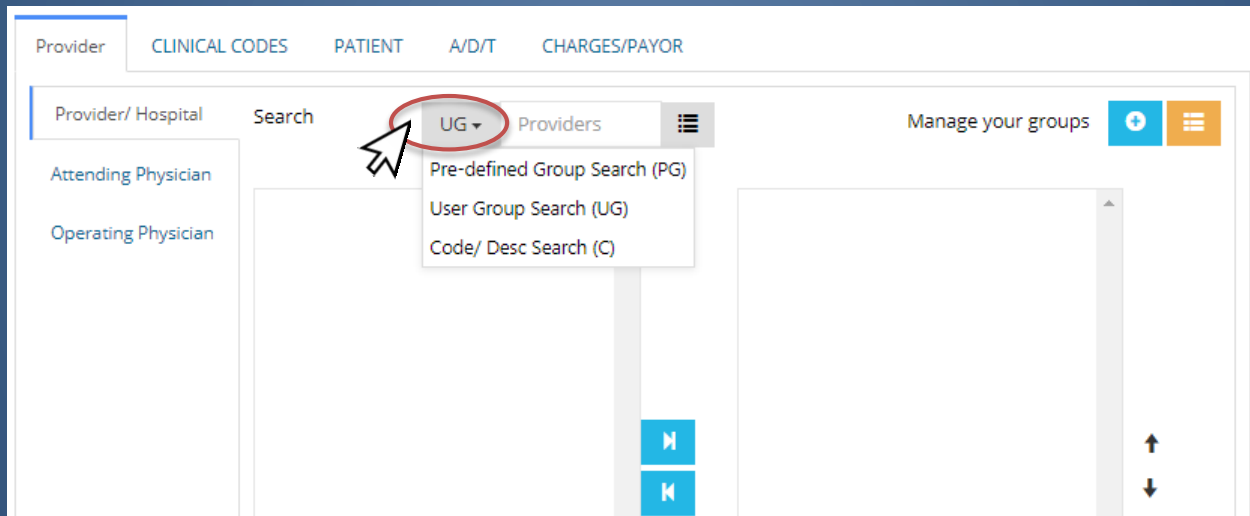 Provider CLINICAL CODES PATIENT A/D/T CHARGES/PAYOR
Provider/ Hospital
Search
UG
Providers
Manage your groups
Attending Physician
Operating Physician
Pre-defined Group Search (PG)
User Group Search (UG)
Code/ Desc Search (C)